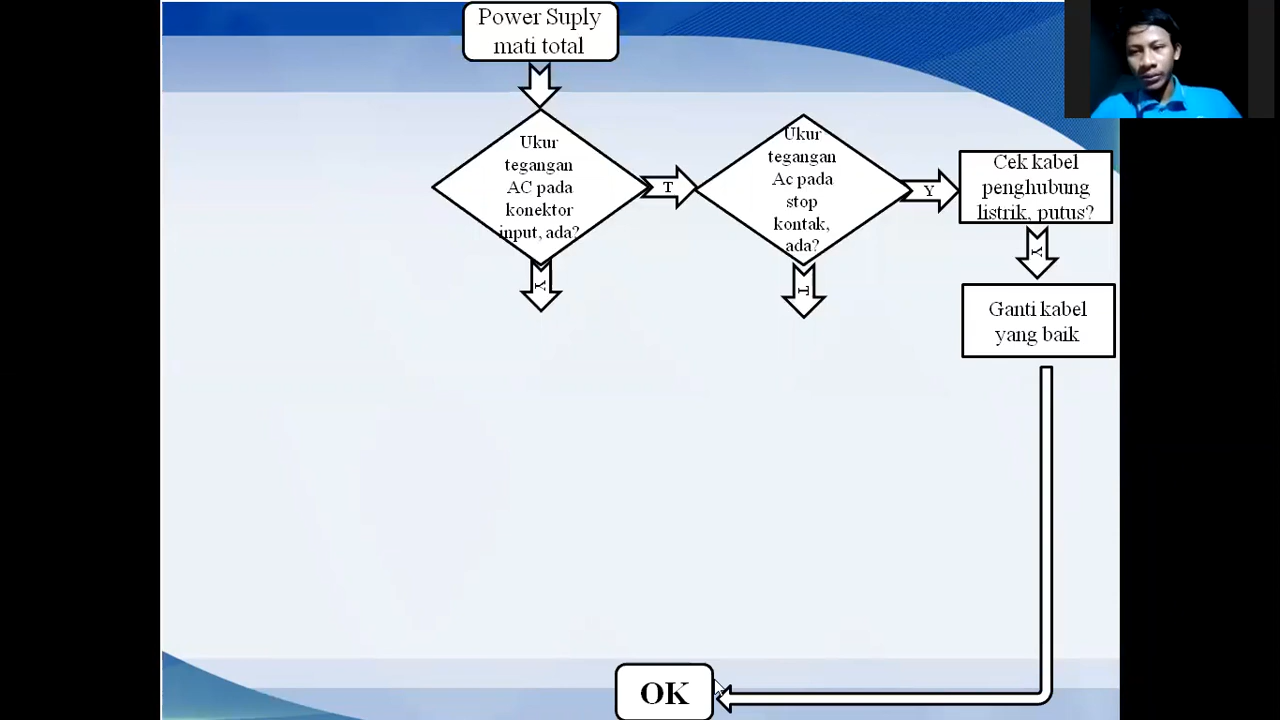 Power Suply
mati total
Ukur
tegangan
AC pada
konektor
input, ada?
T
Ukur
tegangan
Ac pada
stop
kontak,
ada?
Y
Cek kabel
penghubung
listrik, putus?
Y
T
Y
Ganti kabel
yang baik
OK